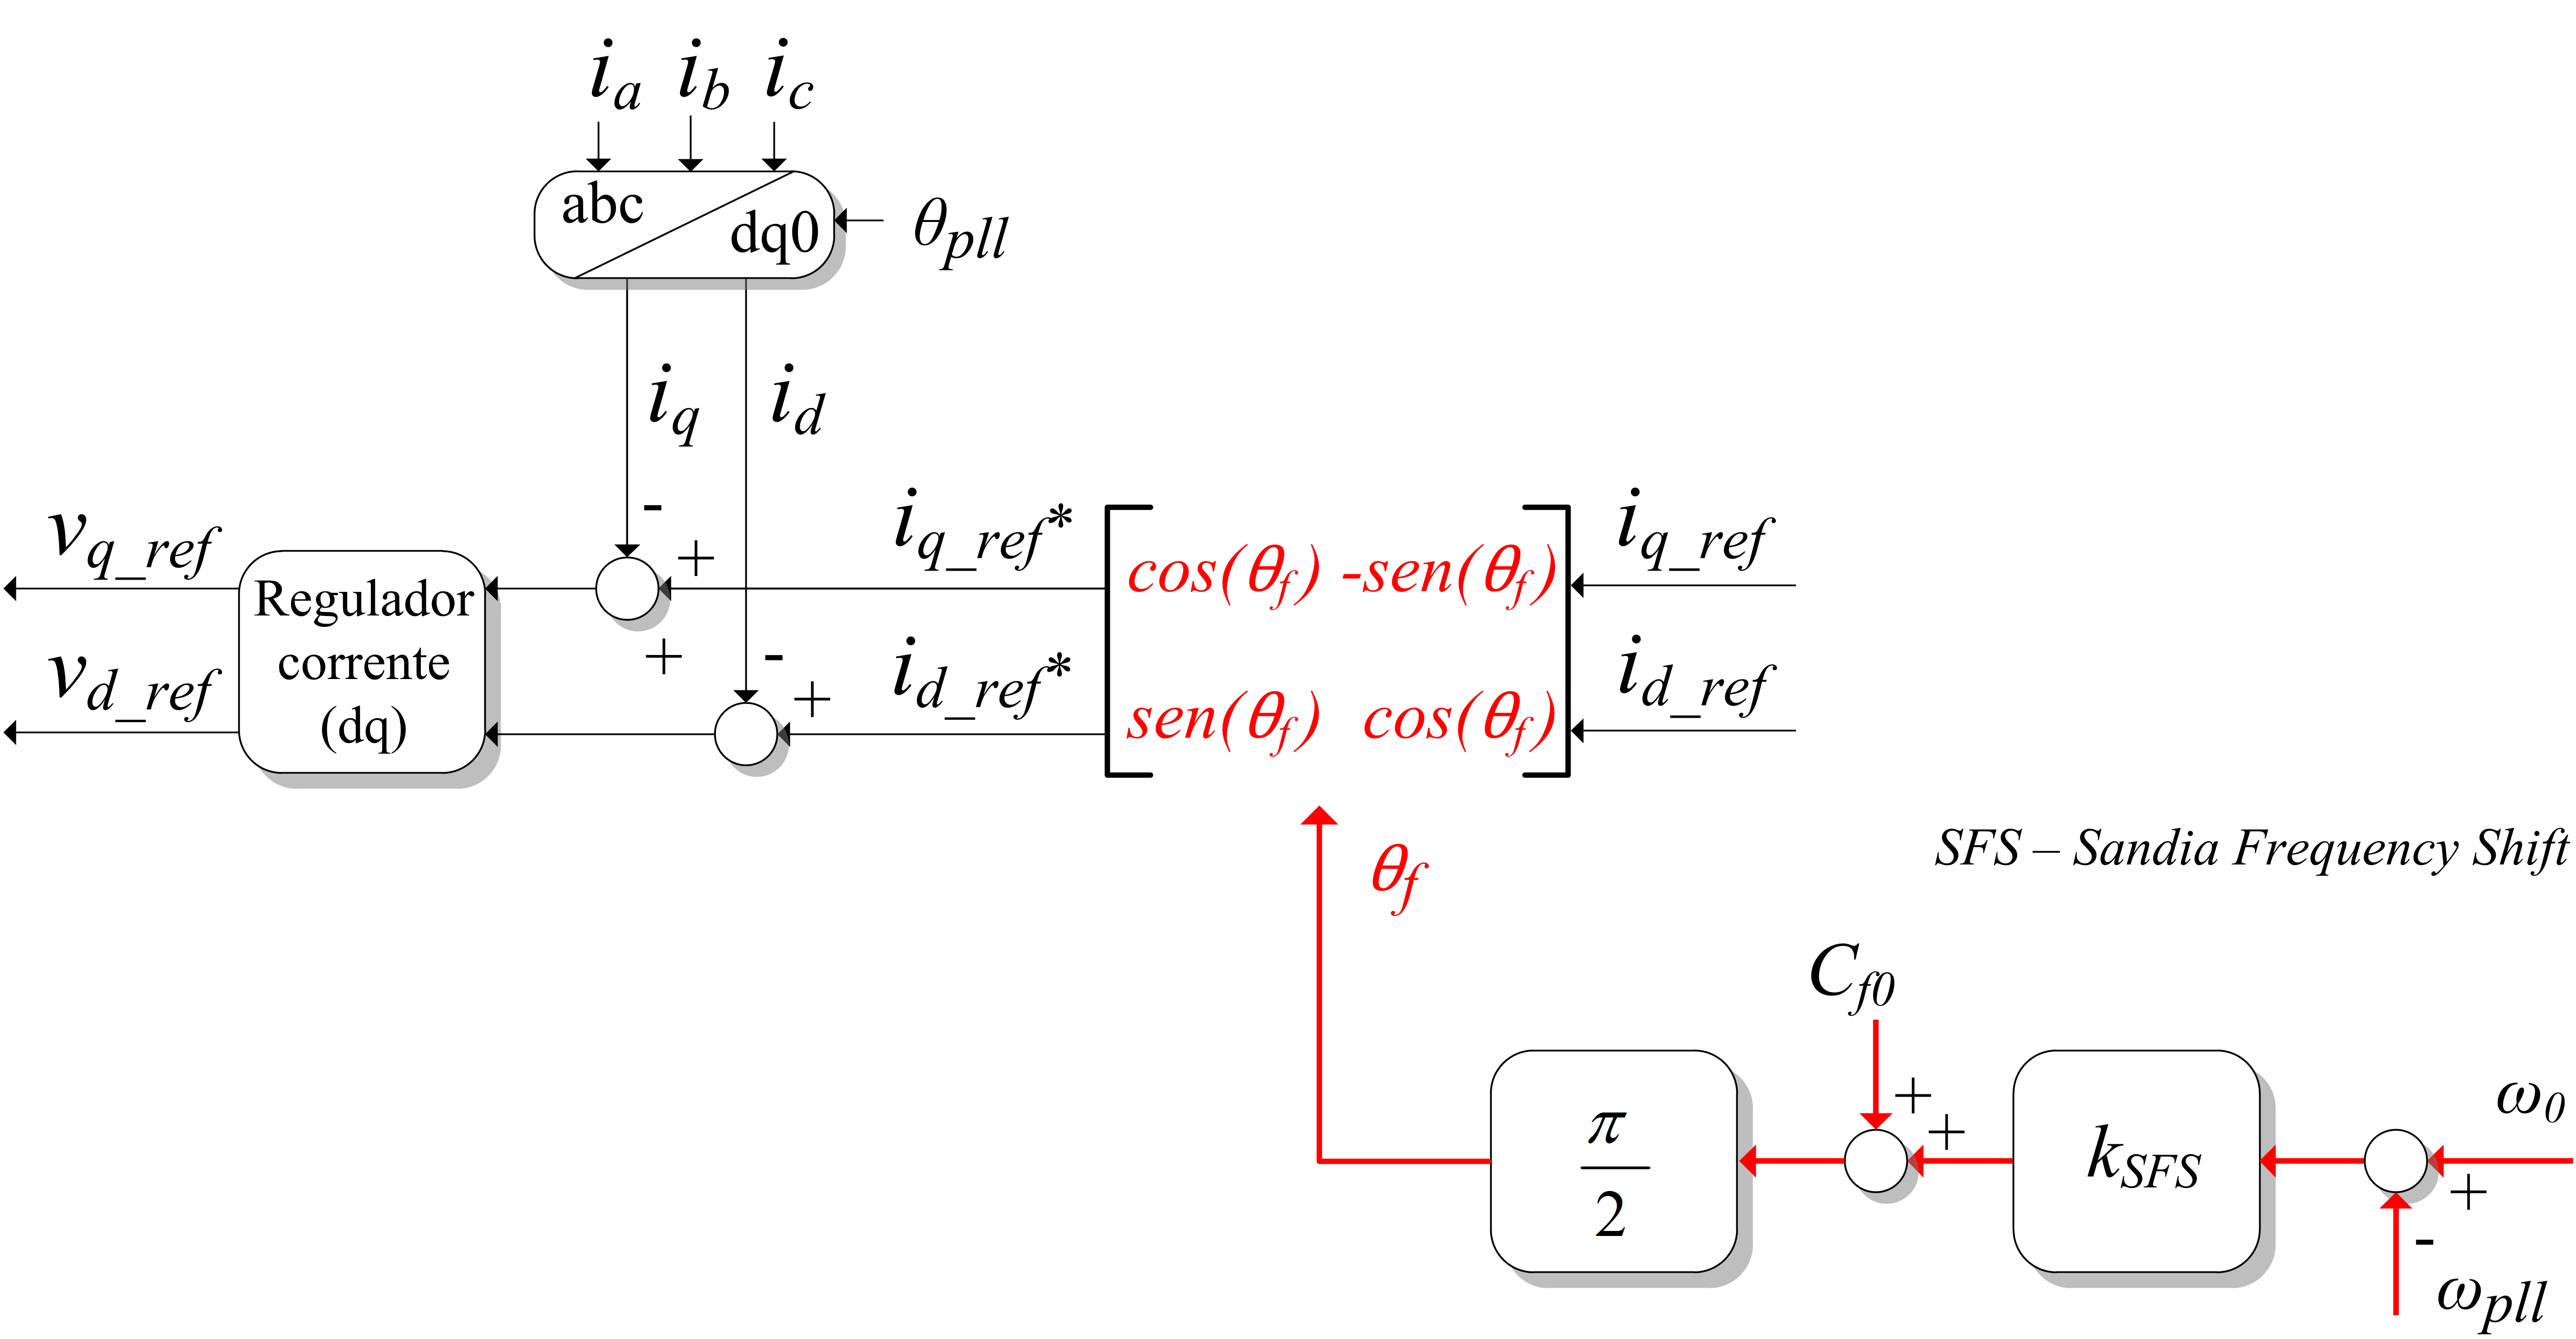 i_a i_b i_c
abc
dq0
θ_pll
i_q i_d
-
+
v_q_ref
i_q_ref*
cos(θ_f) -sen(θ_f)
i_q_ref
Regulador
corrente
(dq)
+
-
+
v_d_ref
i_d_ref*
sen(θ_f) cos(θ_f)
i_d_ref
θ_f
SFS – Sandia Frequency Shift
C_f0
+
+
π
2
k_SFS
ω_0
+
-
ω_pll